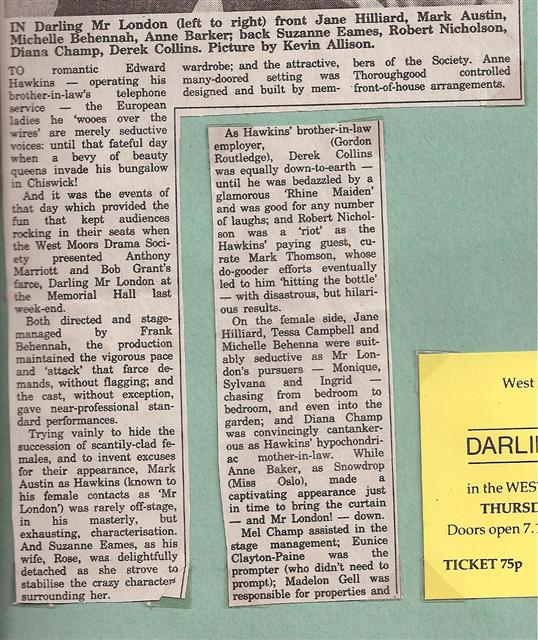 IN Darling Mr London (left to right) front Jane Hilliard, Mark Austin,
Michelle Behennah, Anne Barker; back Suzanne Eames, Robert Nicholson,
Diana Champ, Derek Collins. Picture by Kevin Allison.
TO romantic Edward
Hawkins — operating his
brother-in-law's telephone
service — the European
ladies he 'wooes over the
wires' are merely seductive
voices: until that fateful day
when a bevy of beauty
queens invade his bungalow
in Chiswick!
And it was the events of
that day which provided the
fun that kept audiences
rocking in their seats when
the West Moors Drama Soci-
ety presented Anthony
Marriott and Bob Grant's
farce, Darling Mr London at
the Memorial Hall last
week-end.
Both directed and stage-
managed by Frank
Behennah, the production
maintained the vigorous pace
and 'attack' that farce de-
mands, without flagging; and
the cast, without exception,
gave near-professional stan-
dard performances.
Trying vainly to hide the
succession of scantily-clad fe-
males, and to invent excuses
for their appearance, Mark
Austin as Hawkins (known to
his female contacts as 'Mr
London') was rarely off-stage,
in his masterly, but
exhausting, characterisation.
And Suzanne Eames, as his
wife, Rose, was delightfully
detached as she strove to
stabilise the crazy characters
surrounding her.
As Hawkins' brother-in-law
employer, (Gordon
Routledge), Derek Collins
was equally down-to-earth —
until he was bedazzled by a
glamorous 'Rhine Maiden'
and was good for any number
of laughs; and Robert Nichol-
son was a 'riot' as the
Hawkins' paying guest, cu-
rate Mark Thomson, whose
do-gooder efforts eventually
led to him 'hitting the bottle'
— with disastrous, but hilari-
ous results.
On the female side, Jane
Hilliard, Tessa Campbell and
Michelle Behenna were suit-
ably seductive as Mr Lon-
don's pursuers — Monique,
Sylvana and Ingrid —
chasing from bedroom to
bedroom, and even into the
garden; and Diana Champ
was convincingly cantanker-
ous as Hawkins' hypochondri-
ac mother-in-law. While
Anne Baker, as Snowdrop
(Miss Oslo), made a
captivating appearance just
in time to bring the curtain
— and Mr London! — down.
Mel Champ assisted in the
stage management; Eunice
Clayton-Paine was the
prompter (who didn't need to
prompt); Madelon Gell was
responsible for properties and
wardrobe; and the attractive,
many-doored setting was
designed and built by mem-
bers of the Society. Anne
Thoroughgood controlled
front-of-house arrangements.
West
DARLI
in the WES
THURSD
Doors open 7.
TICKET 75p